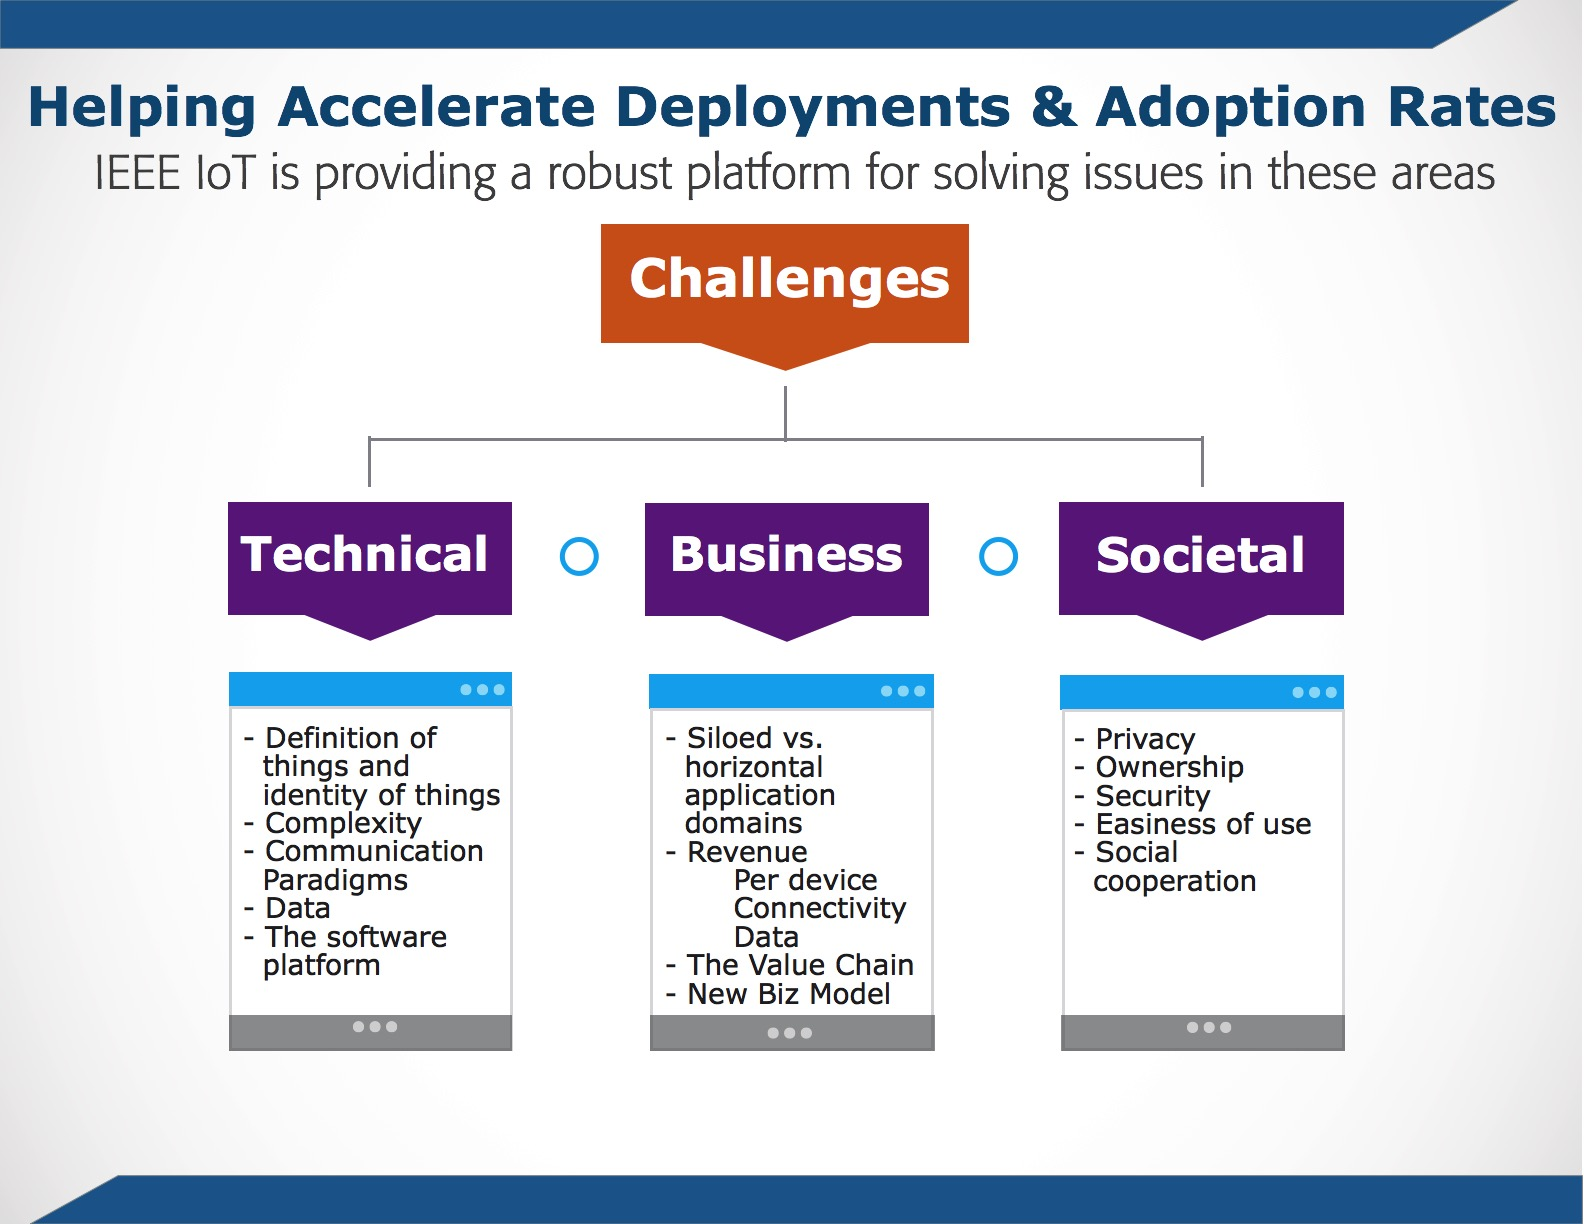 Helping Accelerate Deployments & Adoption Rates
IEEE IoT is providing a robust platform for solving issues in these areas
Challenges
Technical
Business
Societal
- Definition of
things and
identity of things
- Complexity
- Communication
Paradigms
- Data
- The software
platform
- Siloed vs.
horizontal
application
domains
- Revenue
Per device
Connectivity
Data
- The Value Chain
- New Biz Model
- Privacy
- Ownership
- Security
- Easiness of use
- Social
cooperation